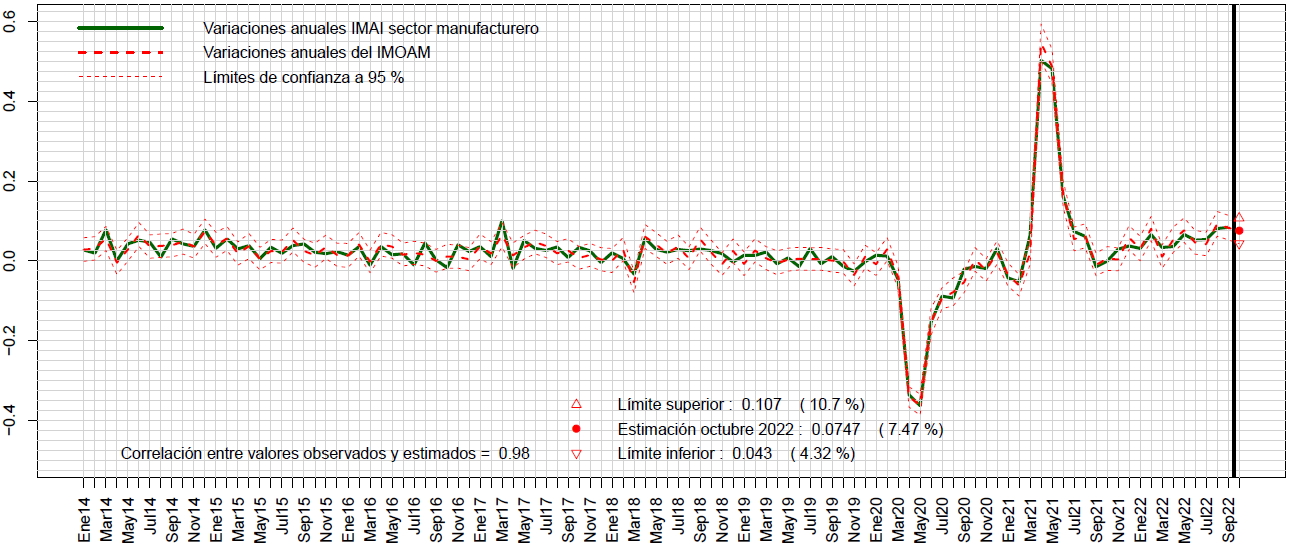 Variaciones anuales IMAI sector manufacturero
Variaciones anuales del IMOAM
Límites de confianza a 95 %
0.6
0.4
0.2
0.0
−0.2
−0.4
Límite superior : 0.107 ( 10.7 %)
Estimación octubre 2022 : 0.0747 ( 7.47 %)
Correlación entre valores observados y estimados = 0.98
Límite inferior : 0.043 ( 4.32 %)
Ene14 Mar14 May14 Jul14 Sep14 Nov14 Ene15 Mar15 May15 Jul15 Sep15 Nov15 Ene16 Mar16 May16 Jul16 Sep16 Nov16 Ene17 Mar17 May17 Jul17 Sep17 Nov17 Ene18 Mar18 May18 Jul18 Sep18 Nov18 Ene19 Mar19 May19 Jul19 Sep19 Nov19 Ene20 Mar20 May20 Jul20 Sep20 Nov20 Ene21 Mar21 May21 Jul21 Sep21 Nov21 Ene22 Mar22 May22 Jul22 Sep22